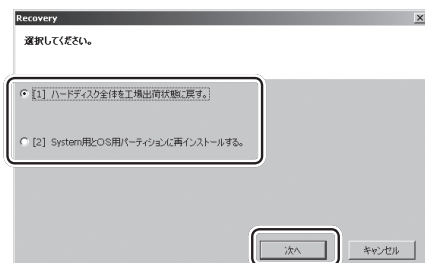 Recovery
選択してください。
[1] ハードディスク全体を工場出荷状態に戻す。
[2] System用とOS用パーティションに再インストールする。
次へ
キャンセル